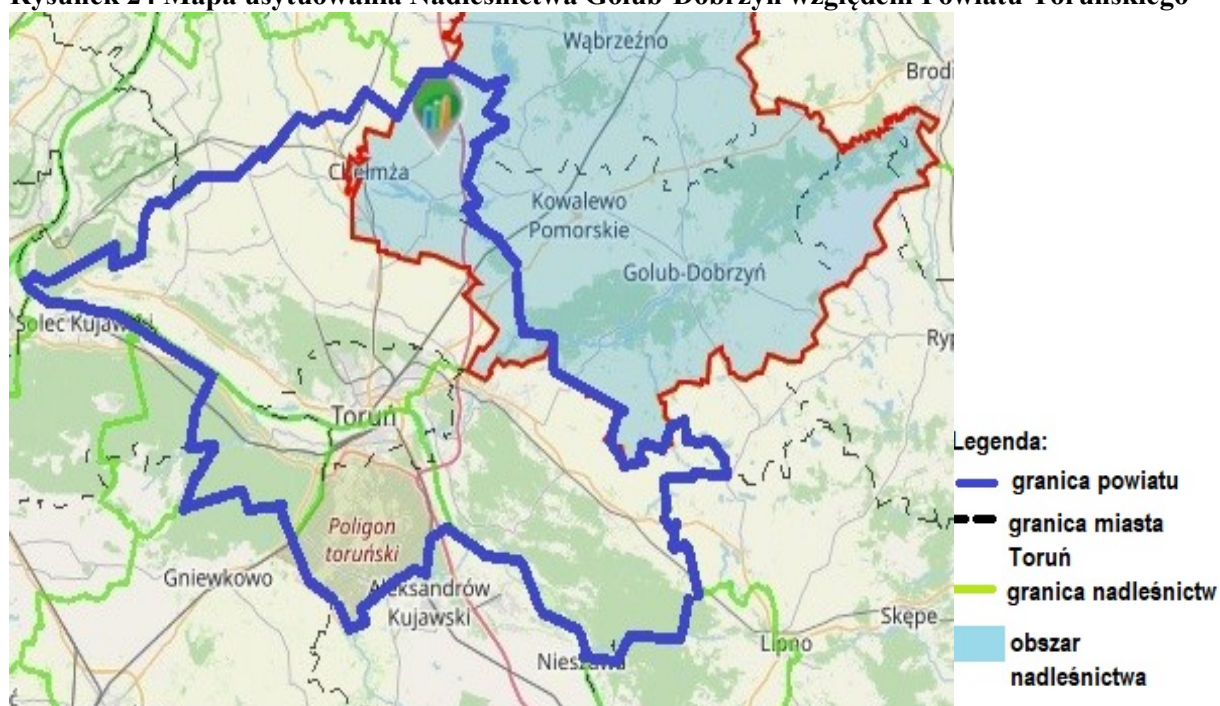 Rysunek 24 Mapa usytuowania Nadleśnictwa Golub-Dobrzyń względem Powiatu Toruńskiego
Wąbrzeźno
Brodi
Chełmża
Kowalewo
Pomorskie
Golub-Dobrzyń
Solec Kujawski
Ryp
Toruń
Legenda:
granica powiatu
granica miasta
Toruń
granica nadleśnictw
obszar
nadleśnictwa
Poligon
toruński
Gniewkowo
Aleksandrów
Kujawski
Skępe
Lipno
Nieszawa